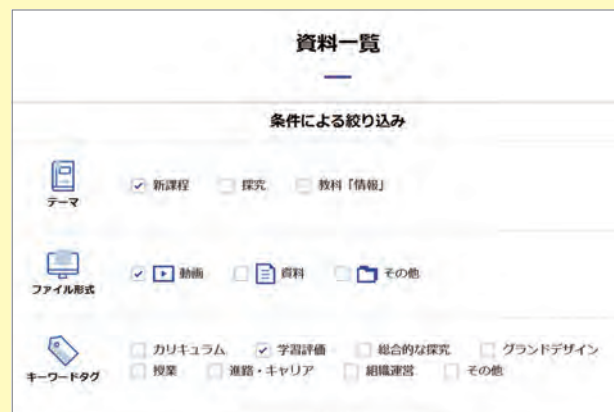 資料一覧
条件による絞り込み
テーマ
新課程 探究 教科「情報」
ファイル形式
動画 資料 その他
キーワードタグ
カリキュラム 学習評価 総合的な探究 グランドデザイン
授業 進路・キャリア 組織運営 その他